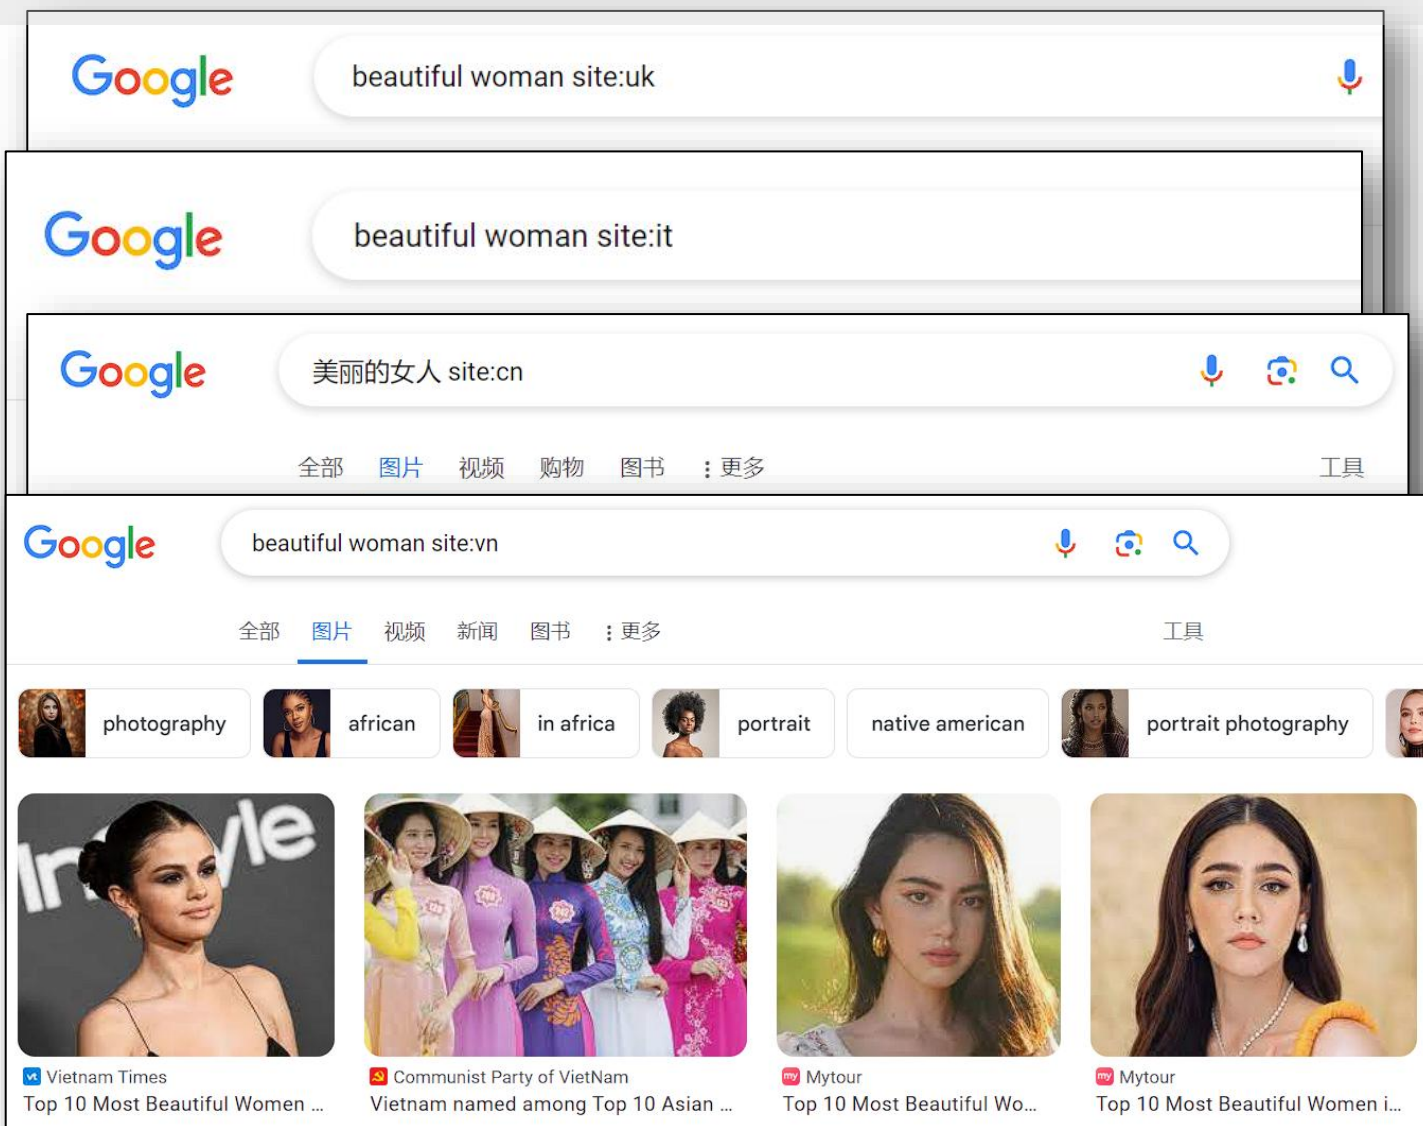 Google
beautiful woman site:uk
Google
beautiful woman site:it
Google
美丽的女人 site:cn
全部 图片 视频 购物 图书 更多 工具
Google
beautiful woman site:vn
全部 图片 视频 新闻 图书 更多 工具
photography african in africa portrait native american portrait photography
InStyle
vt Vietnam Times
Communist Party of VietNam
my Mytour
my Mytour
Top 10 Most Beautiful Women ...
Vietnam named among Top 10 Asian ...
Top 10 Most Beautiful Wo...
Top 10 Most Beautiful Women i...